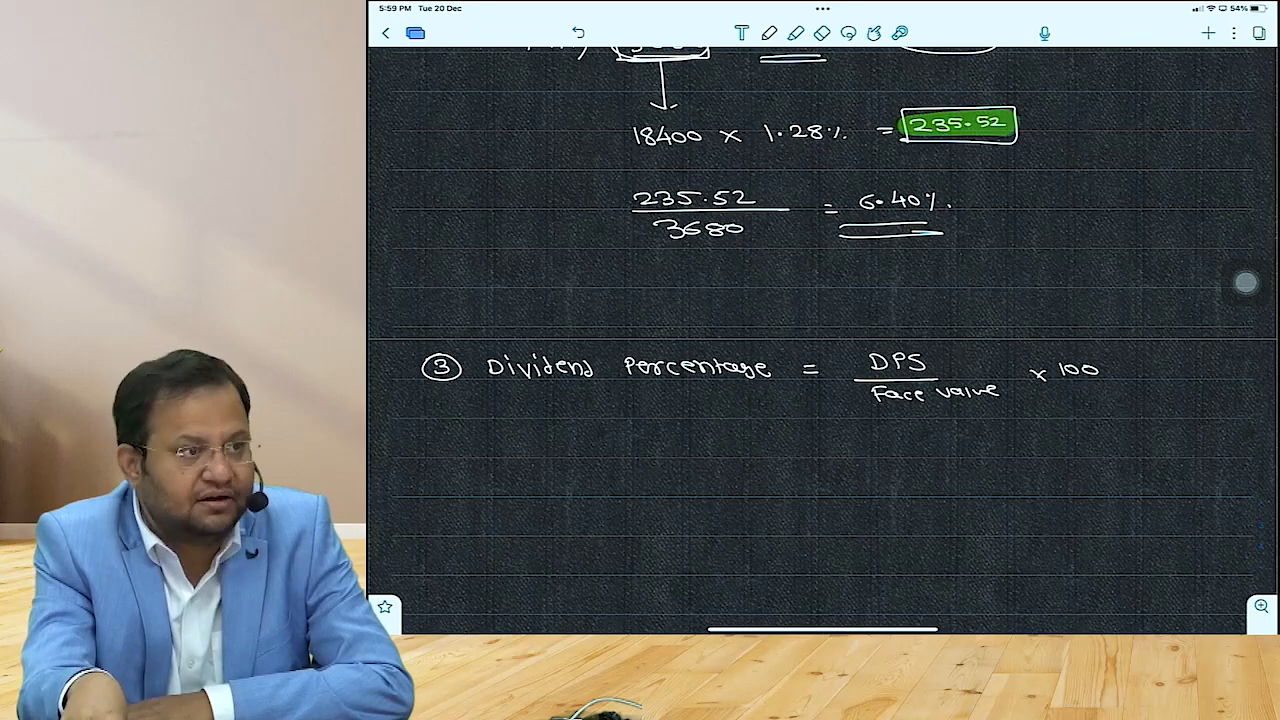 5:59 PM Tue 20 Dec
54%
T
18400 × 1.28% = 235.52
235.52
3680
= 6.40%.
③ Dividend Percentage = DPS × 100
Face value